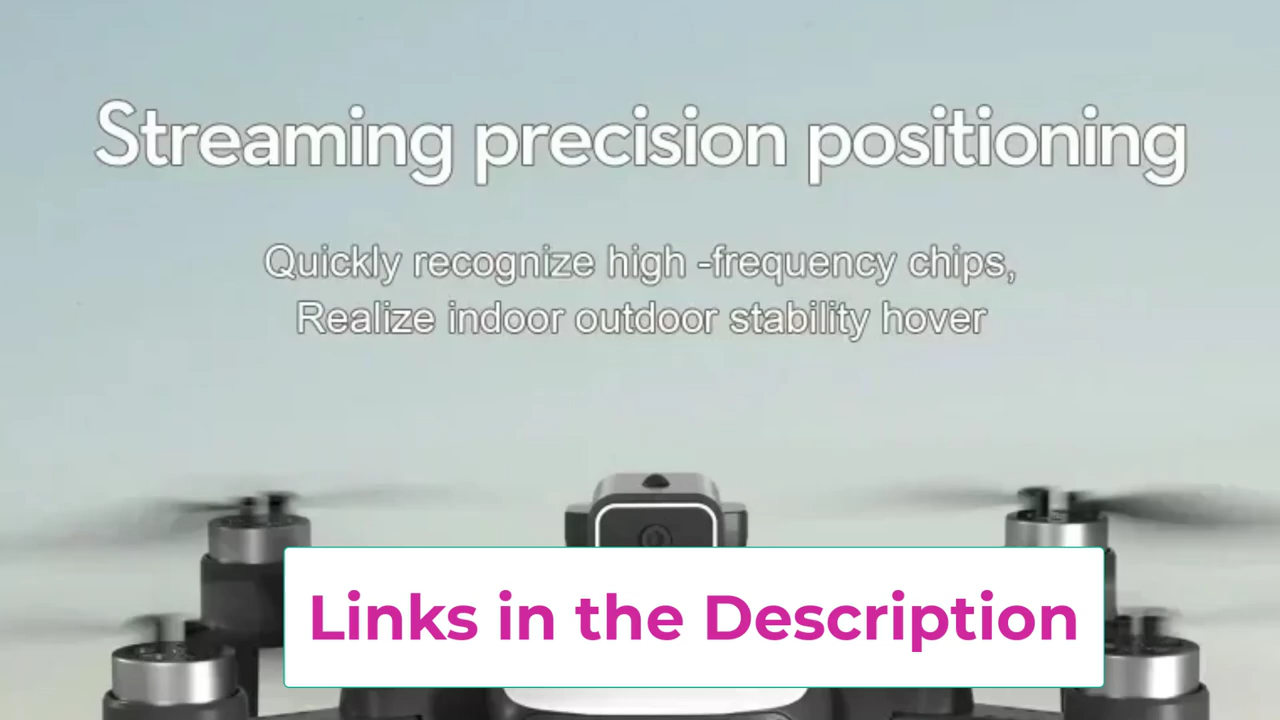 Streaming precision positioning
Quickly recognize high -frequency chips,
Realize indoor outdoor stability hover
Links in the Description